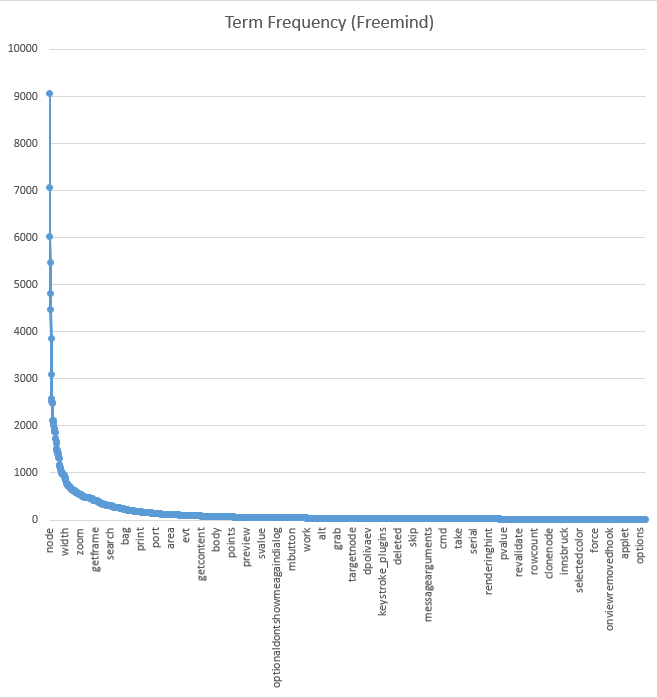 Term Frequency (Freemind)
10000
9000
8000
7000
6000
5000
4000
3000
2000
1000
0
node
width
zoom
getframe
search
bag
print
port
area
evt
getcontent
body
points
preview
svalue
optionaldontshowmeagaindialog
mbutton
work
alt
grab
targetnode
dpolivaev
keystroke_plugins
deleted
skip
messagearguments
cmd
take
serial
renderinghint
pvalue
revalidate
rowcount
clonenode
innsbruck
selectedcolor
force
onviewremovedhook
applet
options